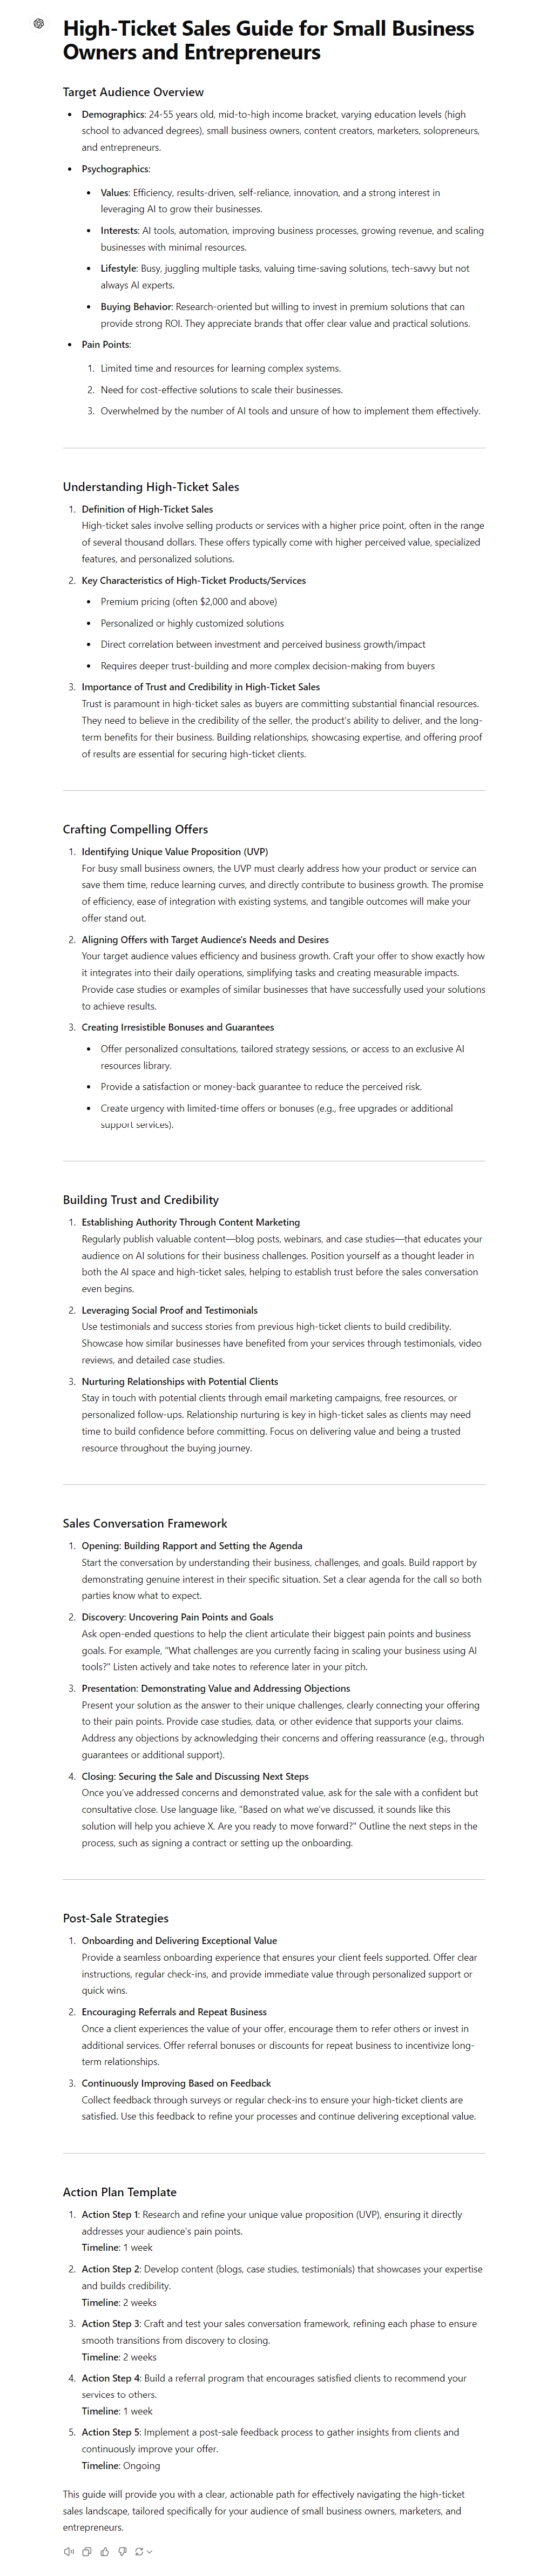 High-Ticket Sales Guide for Small Business
Owners and Entrepreneurs
Target Audience Overview
• Demographics: 24-55 years old, mid-to-high income bracket, varying education levels (high
school to advanced degrees), small business owners, content creators, marketers, solopreneurs,
and entrepreneurs.
• Psychographics:
• Values: Efficiency, results-driven, self-reliance, innovation, and a strong interest in
leveraging AI to grow their businesses.
• Interests: AI tools, automation, improving business processes, growing revenue, and scaling
businesses with minimal resources.
• Lifestyle: Busy, juggling multiple tasks, valuing time-saving solutions, tech-savvy but not
always AI experts.
• Buying Behavior: Research-oriented but willing to invest in premium solutions that can
provide strong ROI. They appreciate brands that offer clear value and practical solutions.
• Pain Points:
1. Limited time and resources for learning complex systems.
2. Need for cost-effective solutions to scale their businesses.
3. Overwhelmed by the number of AI tools and unsure of how to implement them effectively.
Understanding High-Ticket Sales
1. Definition of High-Ticket Sales
High-ticket sales involve selling products or services with a higher price point, often in the range
of several thousand dollars. These offers typically come with higher perceived value, specialized
features, and personalized solutions.
2. Key Characteristics of High-Ticket Products/Services
• Premium pricing (often $2,000 and above)
• Personalized or highly customized solutions
• Direct correlation between investment and perceived business growth/impact
• Requires deeper trust-building and more complex decision-making from buyers
3. Importance of Trust and Credibility in High-Ticket Sales
Trust is paramount in high-ticket sales as buyers are committing substantial financial resources.
They need to believe in the credibility of the seller, the product's ability to deliver, and the long-
term benefits for their business. Building relationships, showcasing expertise, and offering proof
of results are essential for securing high-ticket clients.
Crafting Compelling Offers
1. Identifying Unique Value Proposition (UVP)
For busy small business owners, the UVP must clearly address how your product or service can
save them time, reduce learning curves, and directly contribute to business growth. The promise
of efficiency, ease of integration with existing systems, and tangible outcomes will make your
offer stand out.
2. Aligning Offers with Target Audience's Needs and Desires
Your target audience values efficiency and business growth. Craft your offer to show exactly how
it integrates into their daily operations, simplifying tasks and creating measurable impacts.
Provide case studies or examples of similar businesses that have successfully used your solutions
to achieve results.
3. Creating Irresistible Bonuses and Guarantees
• Offer personalized consultations, tailored strategy sessions, or access to an exclusive AI
resources library.
• Provide a satisfaction or money-back guarantee to reduce the perceived risk.
• Create urgency with limited-time offers or bonuses (e.g., free upgrades or additional
support services).
Building Trust and Credibility
1. Establishing Authority Through Content Marketing
Regularly publish valuable content—blog posts, webinars, and case studies—that educates your
audience on AI solutions for their business challenges. Position yourself as a thought leader in
both the AI space and high-ticket sales, helping to establish trust before the sales conversation
even begins.
2. Leveraging Social Proof and Testimonials
Use testimonials and success stories from previous high-ticket clients to build credibility.
Showcase how similar businesses have benefited from your services through testimonials, video
reviews, and detailed case studies.
3. Nurturing Relationships with Potential Clients
Stay in touch with potential clients through email marketing campaigns, free resources, or
personalized follow-ups. Relationship nurturing is key in high-ticket sales as clients may need
time to build confidence before committing. Focus on delivering value and being a trusted
resource throughout the buying journey.
Sales Conversation Framework
1. Opening: Building Rapport and Setting the Agenda
Start the conversation by understanding their business, challenges, and goals. Build rapport by
demonstrating genuine interest in their specific situation. Set a clear agenda for the call so both
parties know what to expect.
2. Discovery: Uncovering Pain Points and Goals
Ask open-ended questions to help the client articulate their biggest pain points and business
goals. For example, "What challenges are you currently facing in scaling your business using AI
tools?" Listen actively and take notes to reference later in your pitch.
3. Presentation: Demonstrating Value and Addressing Objections
Present your solution as the answer to their unique challenges, clearly connecting your offering
to their pain points. Provide case studies, data, or other evidence that supports your claims.
Address any objections by acknowledging their concerns and offering reassurance (e.g., through
guarantees or additional support).
4. Closing: Securing the Sale and Discussing Next Steps
Once you've addressed concerns and demonstrated value, ask for the sale with a confident but
consultative close. Use language like, "Based on what we've discussed, it sounds like this
solution will help you achieve X. Are you ready to move forward?" Outline the next steps in the
process, such as signing a contract or setting up the onboarding.
Post-Sale Strategies
1. Onboarding and Delivering Exceptional Value
Provide a seamless onboarding experience that ensures your client feels supported. Offer clear
instructions, regular check-ins, and provide immediate value through personalized support or
quick wins.
2. Encouraging Referrals and Repeat Business
Once a client experiences the value of your offer, encourage them to refer others or invest in
additional services. Offer referral bonuses or discounts for repeat business to incentivize long-
term relationships.
3. Continuously Improving Based on Feedback
Collect feedback through surveys or regular check-ins to ensure your high-ticket clients are
satisfied. Use this feedback to refine your processes and continue delivering exceptional value.
Action Plan Template
1. Action Step 1: Research and refine your unique value proposition (UVP), ensuring it directly
addresses your audience's pain points.
Timeline: 1 week
2. Action Step 2: Develop content (blogs, case studies, testimonials) that showcases your expertise
and builds credibility.
Timeline: 2 weeks
3. Action Step 3: Craft and test your sales conversation framework, refining each phase to ensure
smooth transitions from discovery to closing.
Timeline: 2 weeks
4. Action Step 4: Build a referral program that encourages satisfied clients to recommend your
services to others.
Timeline: 1 week
5. Action Step 5: Implement a post-sale feedback process to gather insights from clients and
continuously improve your offer.
Timeline: Ongoing
This guide will provide you with a clear, actionable path for effectively navigating the high-ticket
sales landscape, tailored specifically for your audience of small business owners, marketers, and
entrepreneurs.